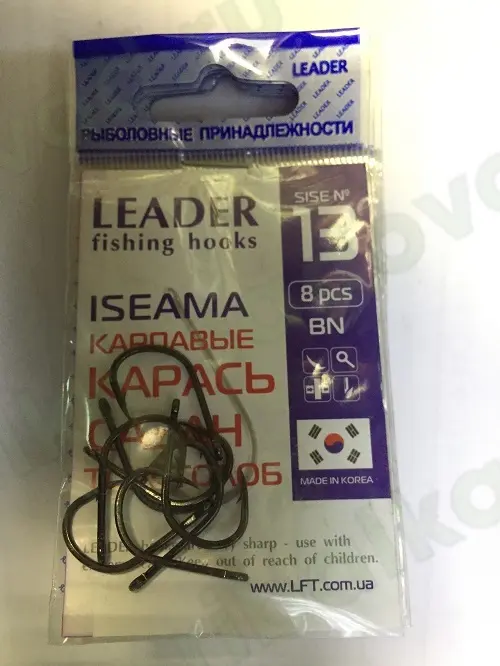 LEADER
РЫБОЛОВНЫЕ ПРИНАДЛЕЖНОСТИ
LEADER
fishing hooks
SISE Nº
13
8 pcs
BN
ISEAMA
КАРПАВЫЕ
КАРАСЬ
MADE IN KOREA
LEADER sharp - use with
out of reach of children.
www.LFT.com.ua